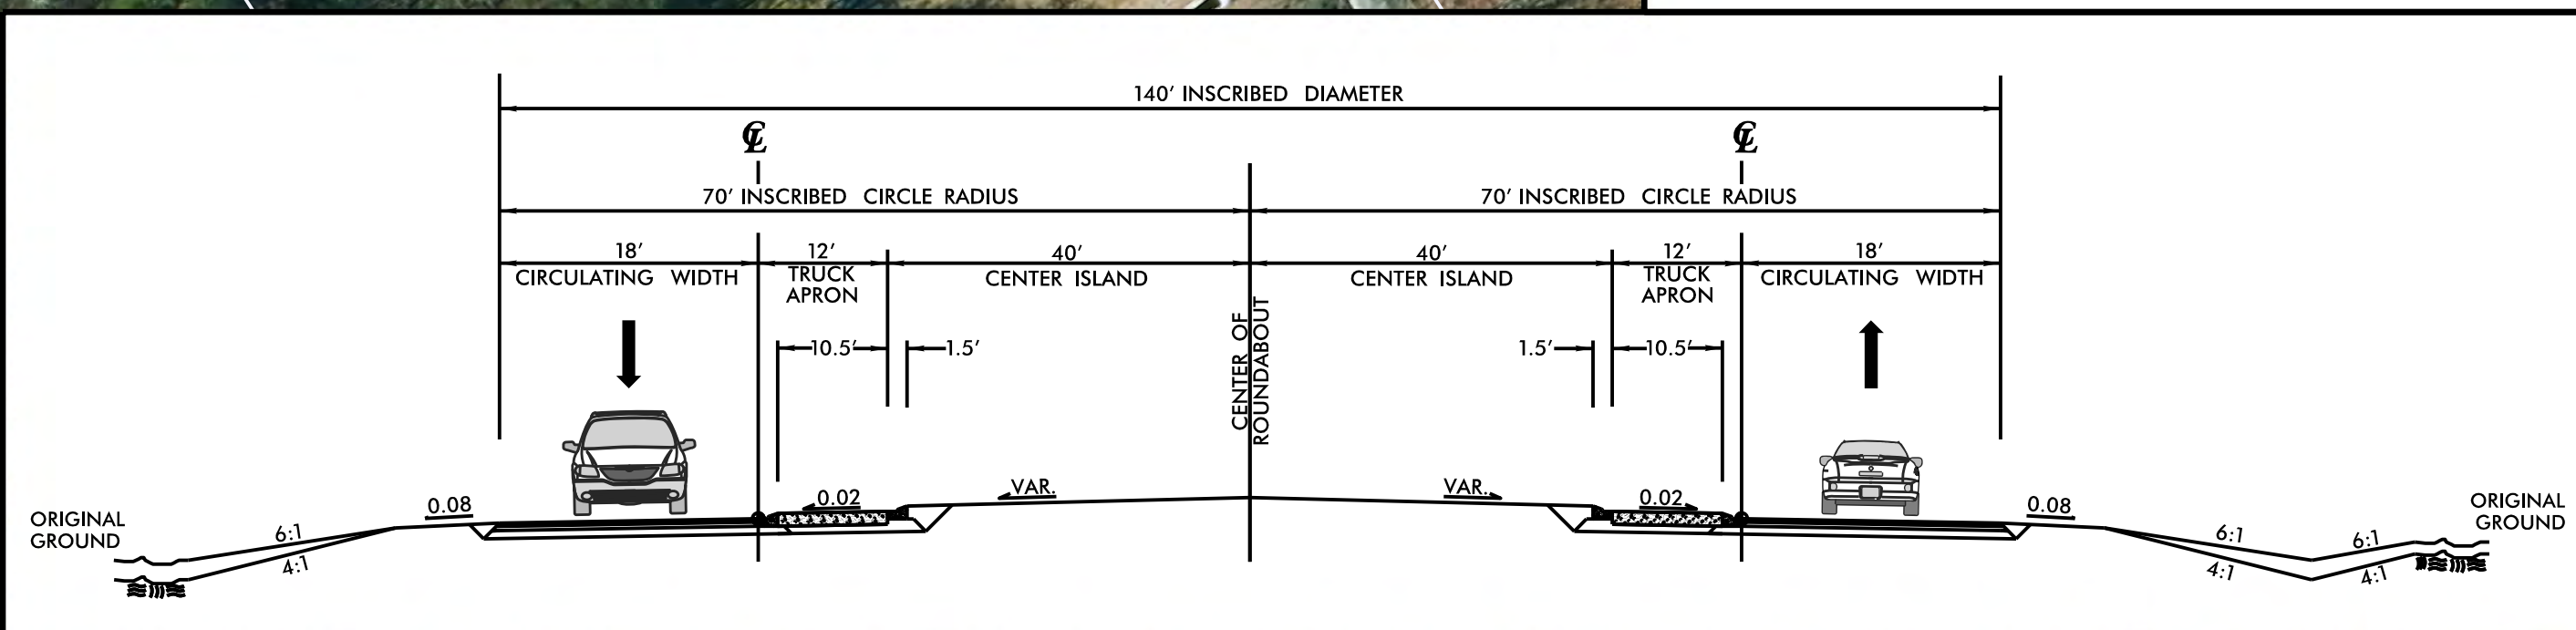 140' INSCRIBED DIAMETER
℄ ℄
70' INSCRIBED CIRCLE RADIUS
70' INSCRIBED CIRCLE RADIUS
18'
CIRCULATING WIDTH
12'
TRUCK
APRON
40'
CENTER ISLAND
40'
CENTER ISLAND
12'
TRUCK
APRON
18'
CIRCULATING WIDTH
10.5'
1.5'
CENTER OF
ROUNDABOUT
1.5'
10.5'
ORIGINAL
GROUND
6:1
4:1
0.08
0.02
VAR.
VAR.
0.02
0.08
6:1
4:1
6:1
4:1
ORIGINAL
GROUND